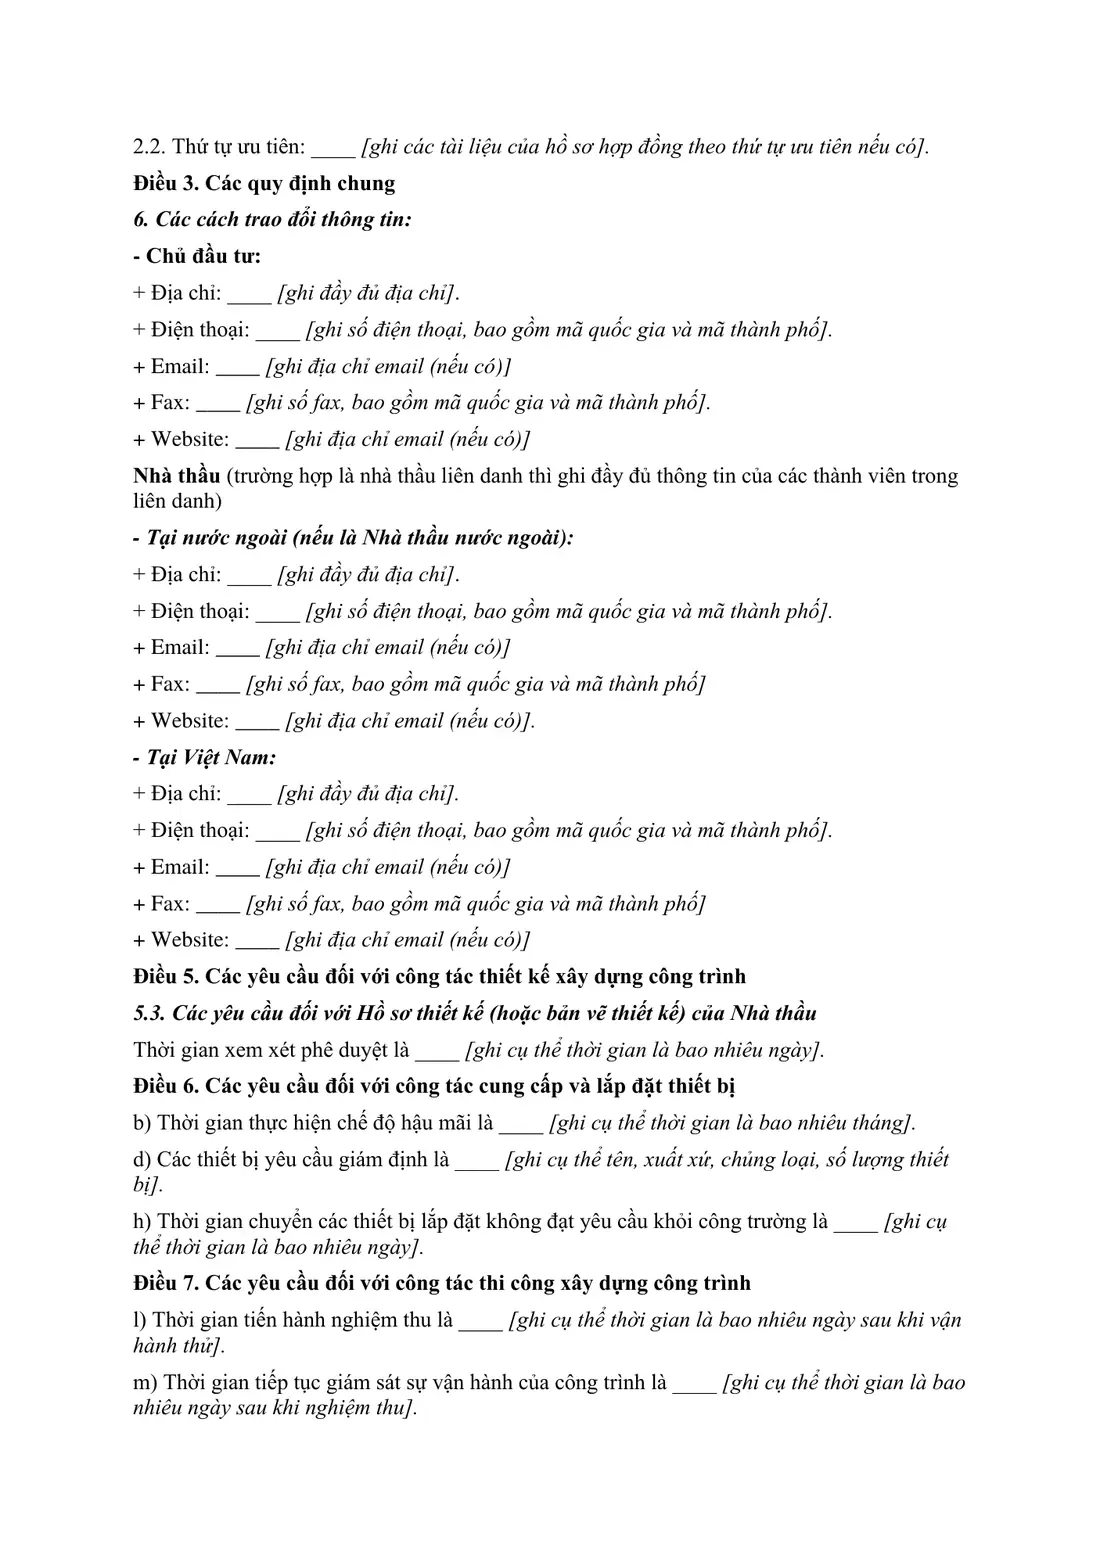 2.2. Thứ tự ưu tiên: ____ [ghi các tài liệu của hồ sơ hợp đồng theo thứ tự ưu tiên nếu có].
Điều 3. Các quy định chung
6. Các cách trao đổi thông tin:
- Chủ đầu tư:
+ Địa chỉ: ____ [ghi đầy đủ địa chỉ].
+ Điện thoại: ____ [ghi số điện thoại, bao gồm mã quốc gia và mã thành phố].
+ Email: ____ [ghi địa chỉ email (nếu có)]
+ Fax: ____ [ghi số fax, bao gồm mã quốc gia và mã thành phố].
+ Website: ____ [ghi địa chỉ email (nếu có)]
Nhà thầu (trường hợp là nhà thầu liên danh thì ghi đầy đủ thông tin của các thành viên trong
liên danh)
- Tại nước ngoài (nếu là Nhà thầu nước ngoài):
+ Địa chỉ: ____ [ghi đầy đủ địa chỉ].
+ Điện thoại: ____ [ghi số điện thoại, bao gồm mã quốc gia và mã thành phố].
+ Email: ____ [ghi địa chỉ email (nếu có)]
+ Fax: ____ [ghi số fax, bao gồm mã quốc gia và mã thành phố]
+ Website: ____ [ghi địa chỉ email (nếu có)].
- Tại Việt Nam:
+ Địa chỉ: ____ [ghi đầy đủ địa chỉ].
+ Điện thoại: ____ [ghi số điện thoại, bao gồm mã quốc gia và mã thành phố].
+ Email: ____ [ghi địa chỉ email (nếu có)]
+ Fax: ____ [ghi số fax, bao gồm mã quốc gia và mã thành phố]
+ Website: ____ [ghi địa chỉ email (nếu có)]
Điều 5. Các yêu cầu đối với công tác thiết kế xây dựng công trình
5.3. Các yêu cầu đối với Hồ sơ thiết kế (hoặc bản vẽ thiết kế) của Nhà thầu
Thời gian xem xét phê duyệt là ____ [ghi cụ thể thời gian là bao nhiêu ngày].
Điều 6. Các yêu cầu đối với công tác cung cấp và lắp đặt thiết bị
b) Thời gian thực hiện chế độ hậu mãi là ____ [ghi cụ thể thời gian là bao nhiêu tháng].
d) Các thiết bị yêu cầu giám định là ____ [ghi cụ thể tên, xuất xứ, chủng loại, số lượng thiết
bị].
h) Thời gian chuyển các thiết bị lắp đặt không đạt yêu cầu khỏi công trường là ____ [ghi cụ
thể thời gian là bao nhiêu ngày].
Điều 7. Các yêu cầu đối với công tác thi công xây dựng công trình
l) Thời gian tiến hành nghiệm thu là ____ [ghi cụ thể thời gian là bao nhiêu ngày sau khi vận
hành thử].
m) Thời gian tiếp tục giám sát sự vận hành của công trình là ____ [ghi cụ thể thời gian là bao
nhiêu ngày sau khi nghiệm thu].